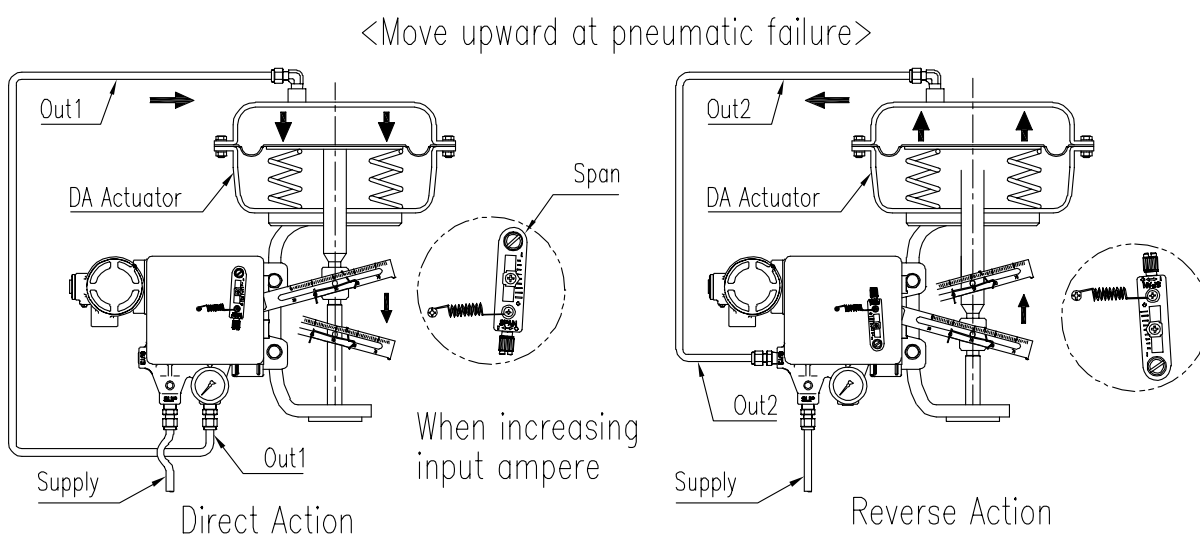 <Move upward at pneumatic failure>
Out1
DA Actuator
Span
Out1
Supply
Direct Action
When increasing
input ampere
Out2
DA Actuator
Out2
Supply
Reverse Action